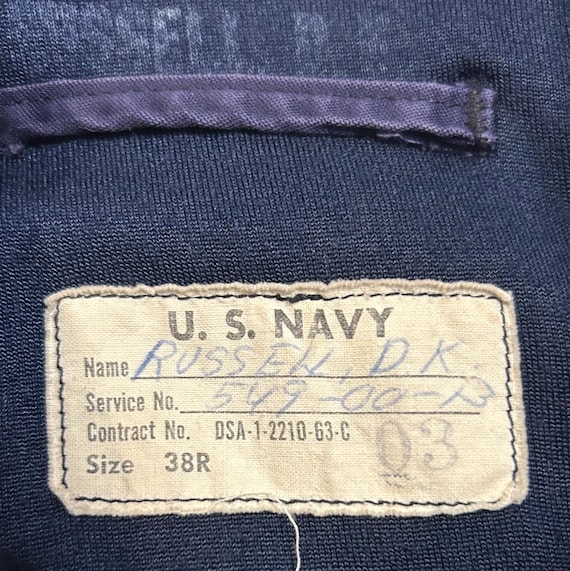 RUSSELL D K
U. S. NAVY
Name RUSSELL, D. K.
Service No. 549-00-13
Contract No. DSA-1-2210-63-C
Size 38R
03